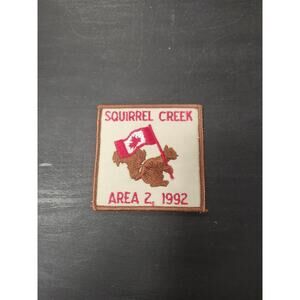 SQUIRREL CREEK
AREA 2, 1992